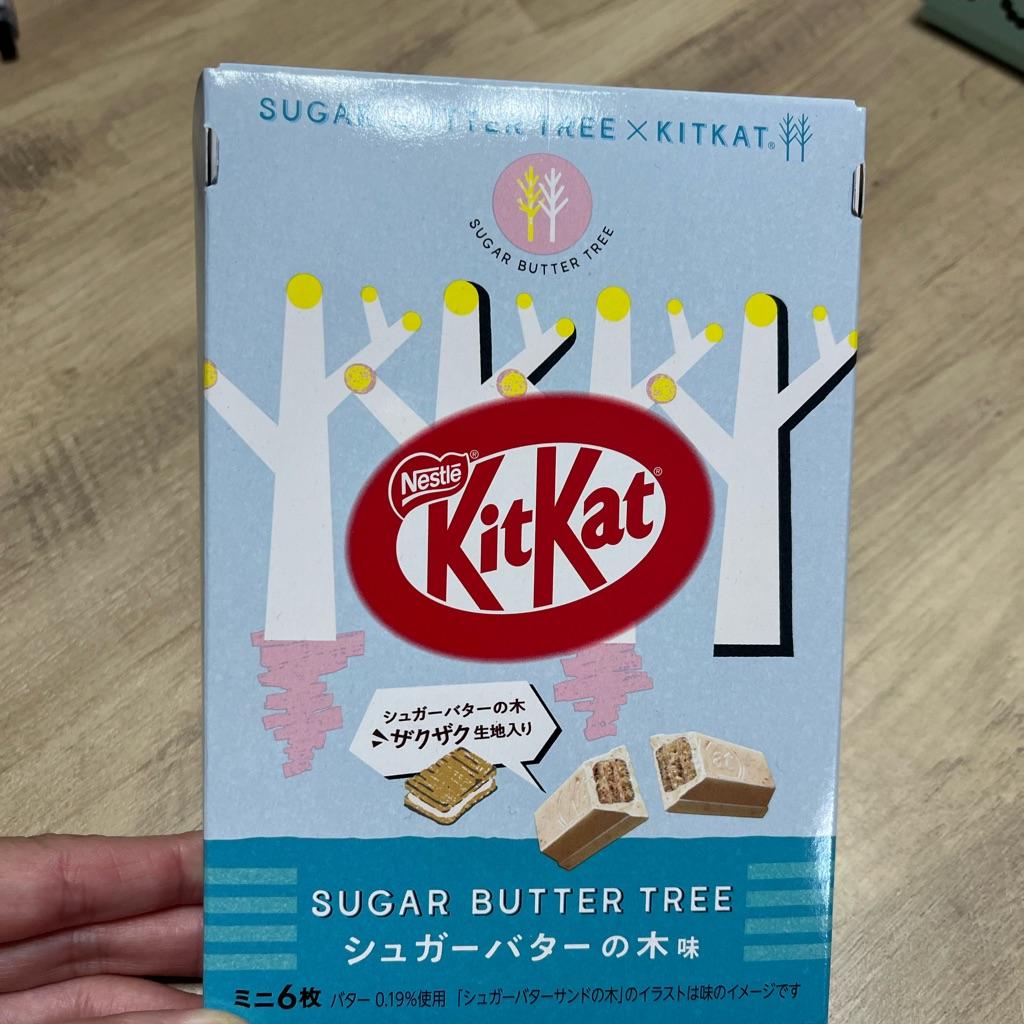 SUGAR BUTTER TREE × KITKAT®
SUGAR BUTTER TREE
Nestlé®
KitKat®
シュガーバターの木
ザクザク生地入り
SUGAR BUTTER TREE
シュガーバターの木味
ミニ6枚 バター 0.19%使用 「シュガーバターサンドの木」のイラストは味のイメージです